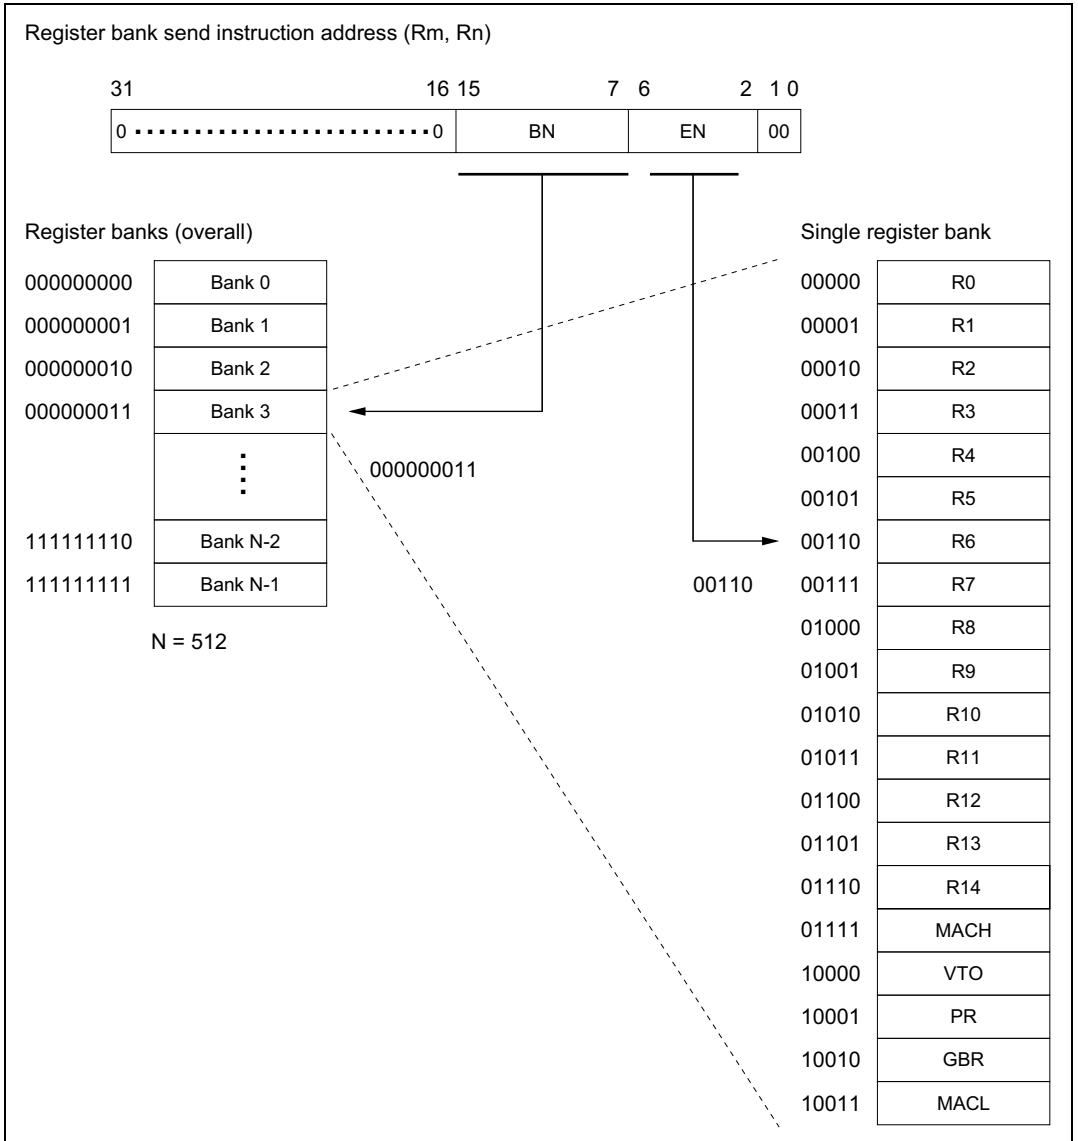 Register bank send instruction address (Rm, Rn)
31 16 15 7 6 2 1 0
0 0 BN EN 00
Register banks (overall)
Single register bank
000000000 Bank 0
000000001 Bank 1
000000010 Bank 2
000000011 Bank 3
000000011
111111110 Bank N-2
111111111 Bank N-1
N = 512
00110
00000 R0
00001 R1
00010 R2
00011 R3
00100 R4
00101 R5
00110 R6
00111 R7
01000 R8
01001 R9
01010 R10
01011 R11
01100 R12
01101 R13
01110 R14
01111 MACH
10000 VTO
10001 PR
10010 GBR
10011 MACL